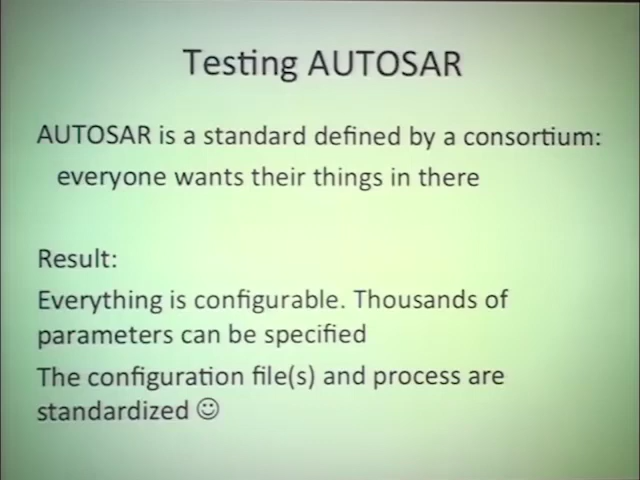 Testing AUTOSAR
AUTOSAR is a standard defined by a consortium:
everyone wants their things in there
Result:
Everything is configurable. Thousands of
parameters can be specified
The configuration file(s) and process are
standardized ☺